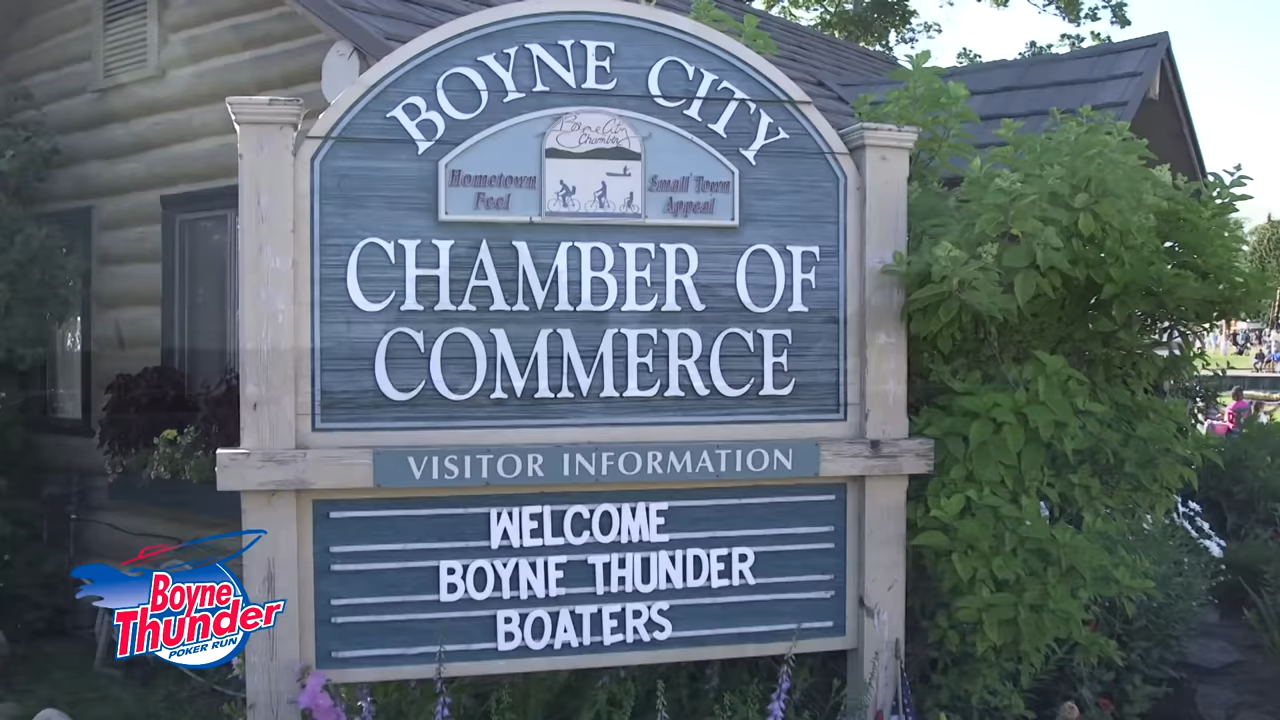 BOYNE CITY
Boyne City
Chamber
Hometown
Feel
Small Town
Appeal
CHAMBER OF
COMMERCE
VISITOR INFORMATION
WELCOME
BOYNE THUNDER
BOATERS
Boyne
Thunder
POKER RUN